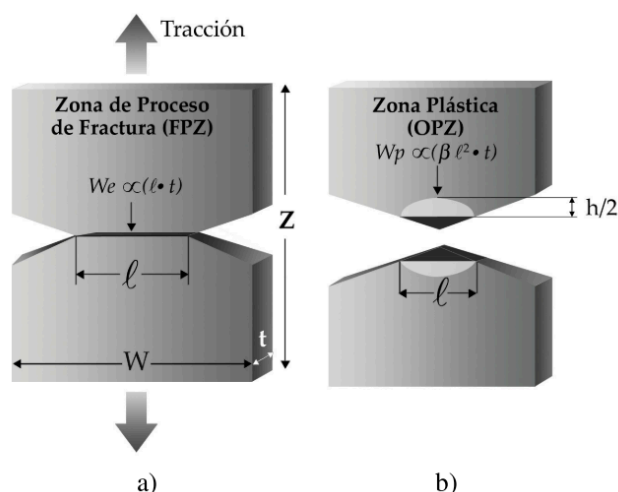 Tracción
Zona de Proceso
de Fractura (FPZ)
We ∝(ℓ• t)
ℓ
W
t
Z
a)
Zona Plástica
(OPZ)
Wp ∝(β ℓ²• t)
h/2
ℓ
b)